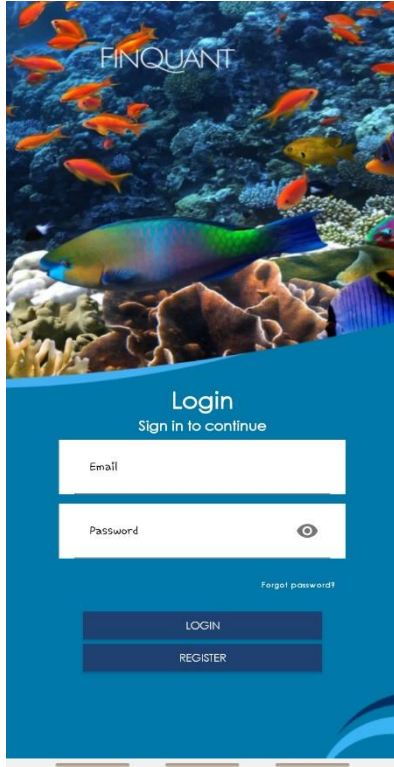 FINQUANT
Login
Sign in to continue
Email
Password
Forgot password?
LOGIN
REGISTER